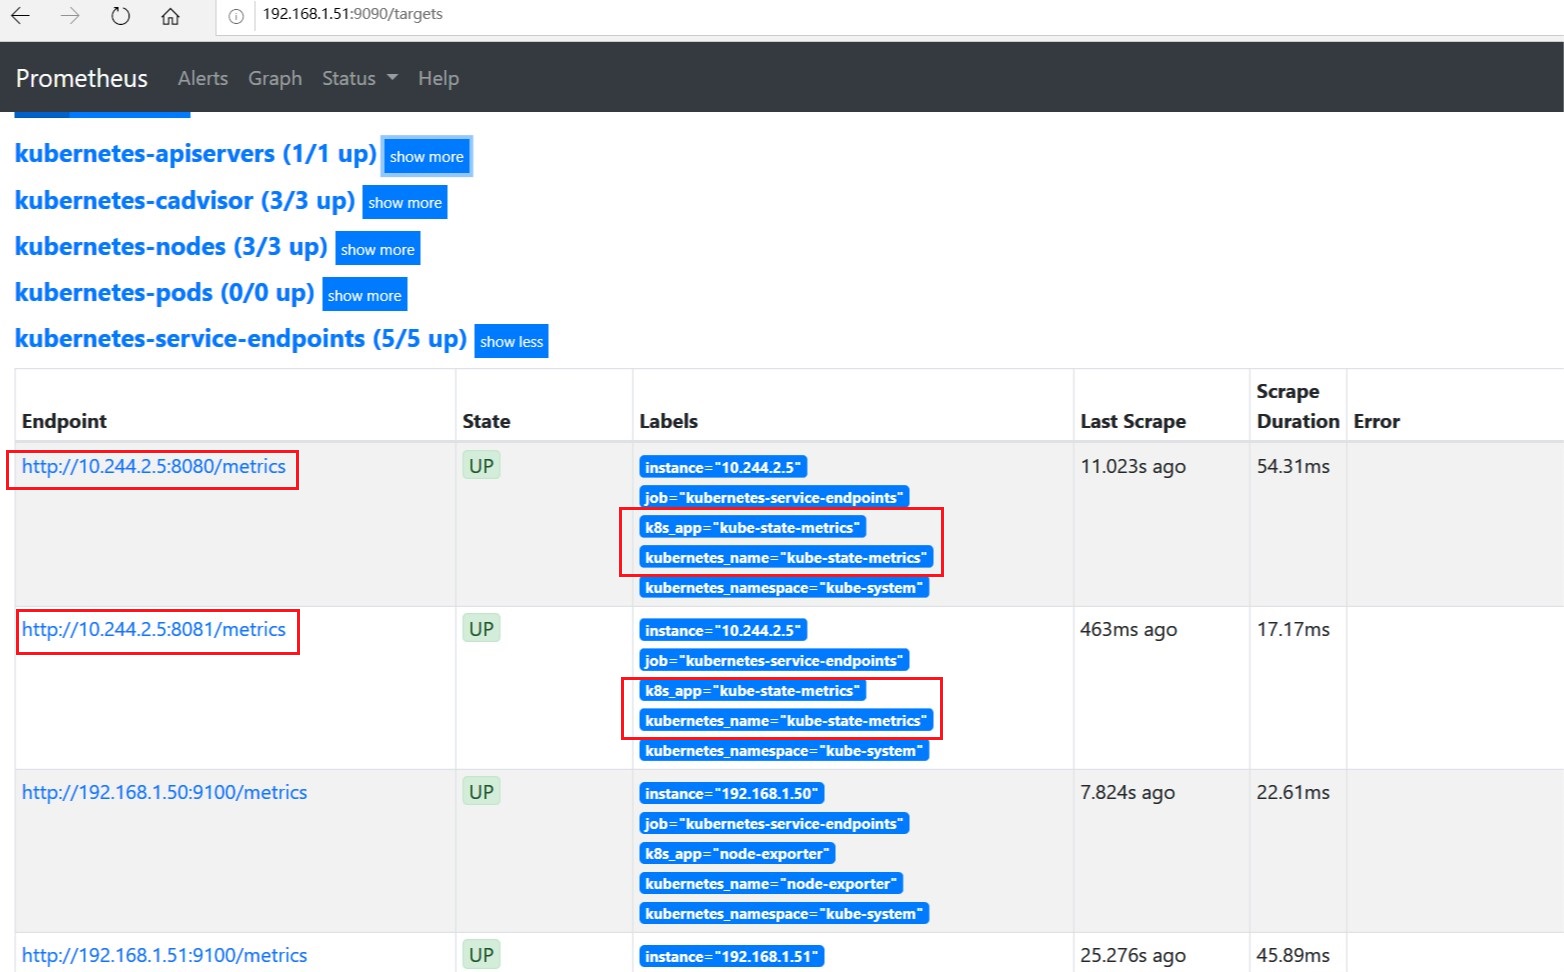 192.168.1.51:9090/targets
Prometheus Alerts Graph Status Help
kubernetes-apiservers (1/1 up) show more
kubernetes-cadvisor (3/3 up) show more
kubernetes-nodes (3/3 up) show more
kubernetes-pods (0/0 up) show more
kubernetes-service-endpoints (5/5 up) show less
Endpoint State Labels Last Scrape Scrape Duration Error
http://10.244.2.5:8080/metrics UP instance="10.244.2.5" 11.023s ago 54.31ms
job="kubernetes-service-endpoints"
k8s_app="kube-state-metrics"
kubernetes_name="kube-state-metrics"
kubernetes_namespace="kube-system"
http://10.244.2.5:8081/metrics UP instance="10.244.2.5" 463ms ago 17.17ms
job="kubernetes-service-endpoints"
k8s_app="kube-state-metrics"
kubernetes_name="kube-state-metrics"
kubernetes_namespace="kube-system"
http://192.168.1.50:9100/metrics UP instance="192.168.1.50" 7.824s ago 22.61ms
job="kubernetes-service-endpoints"
k8s_app="node-exporter"
kubernetes_name="node-exporter"
kubernetes_namespace="kube-system"
http://192.168.1.51:9100/metrics UP instance="192.168.1.51" 25.276s ago 45.89ms